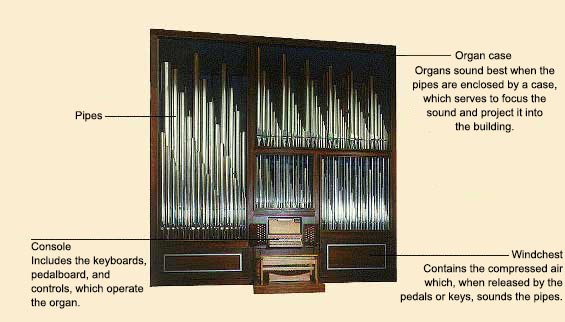 Organ case
Organs sound best when the
pipes are enclosed by a case,
which serves to focus the
sound and project it into
the building.
Pipes
Console
Includes the keyboards,
pedalboard, and
controls, which operate
the organ.
Windchest
Contains the compressed air
which, when released by the
pedals or keys, sounds the pipes.